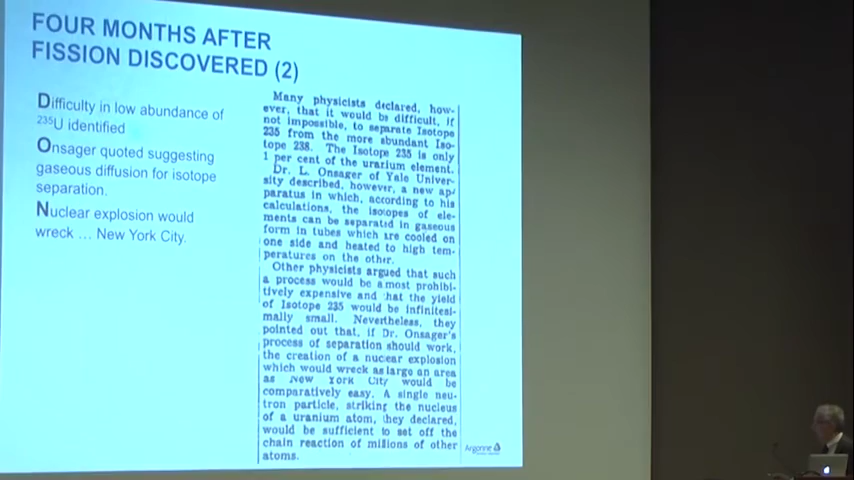 FOUR MONTHS AFTER
FISSION DISCOVERED (2)
Difficulty in low abundance of
²³⁵U identified
Onsager quoted suggesting
gaseous diffusion for isotope
separation.
Nuclear explosion would
wreck ... New York City.
Many physicists declared, how-
ever, that it would be difficult, if
not impossible, to separate Isotope
235 from the more abundant Iso-
tope 238. The Isotope 235 is only
1 per cent of the uranium element.
Dr. L. Onsager of Yale Univer-
sity described, however, a new ap-
paratus in which, according to his
calculations, the isotopes of ele-
ments can be separated in gaseous
form in tubes which are cooled on
one side and heated to high tem-
peratures on the other.
Other physicists argued that such
a process would be almost prohibi-
tively expensive and that the yield
of Isotope 235 would be infinitesi-
mally small. Nevertheless, they
pointed out that, if Dr. Onsager's
process of separation should work,
the creation of a nuclear explosion
which would wreck as large an area
as New York City would be
comparatively easy. A single neu-
tron particle, striking the nucleus
of a uranium atom, they declared,
would be sufficient to set off the
chain reaction of millions of other
atoms.
Argonne